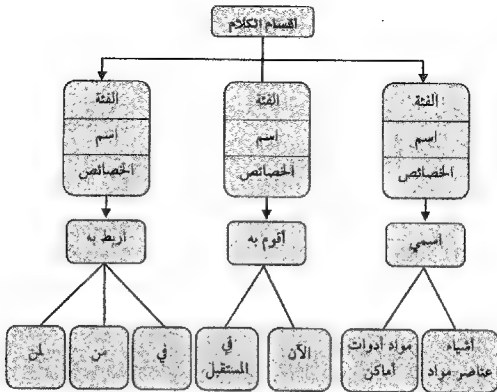 أقسام الكلام
الفئة
اسم
الخصائص
الفئة
اسم
الخصائص
الفئة
اسم
الخصائص
اسمي
أقوم به
أربط به
أشياء
عناصر مواد
مواد أدوات
أماكن
الآن
في
المستقبل
في
من
لمن